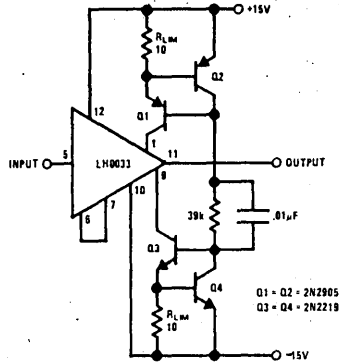 +15V
RLIM
10
Q2
12
Q1
1
INPUT
5
LH0033
11
OUTPUT
10
9
6
7
39k
.01μF
Q3
Q4
Q1 = Q2 = 2N2905
Q3 = Q4 = 2N2219
RLIM
10
−15V